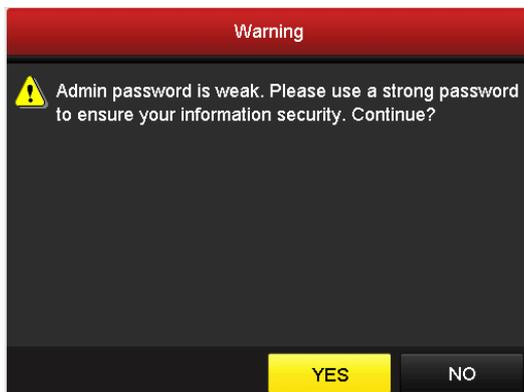 Warning
Admin password is weak. Please use a strong password
to ensure your information security. Continue?
YES
NO